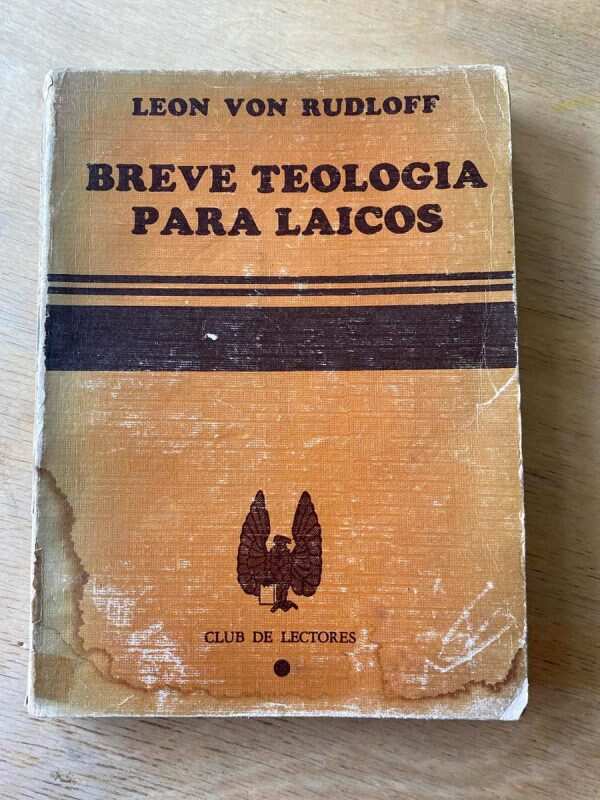 LEON VON RUDLOFF
BREVE TEOLOGIA
PARA LAICOS
CLUB DE LECTORES